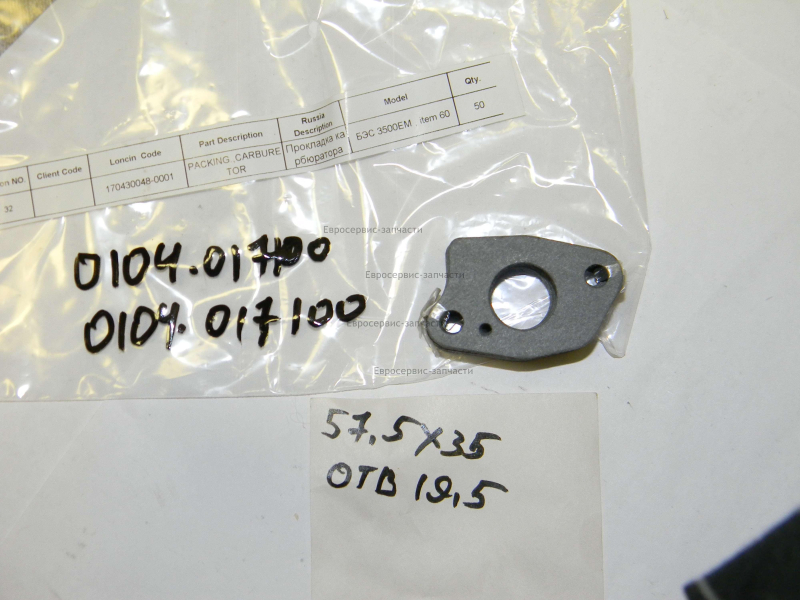 en NO. Client Code Loncin Code Part Description Russia Description Model Qty.
32 170430048-0001 PACKING ,CARBURE TOR Прокладка ка рбюратора БЭС 3500ЕМ item 60 50
Евросервис-запчасти
0104.017100
Евросервис-запчасти
0104.017100
Евросервис-запчасти
Евросервис-запчасти
57,5х35
ОТВ 19,5